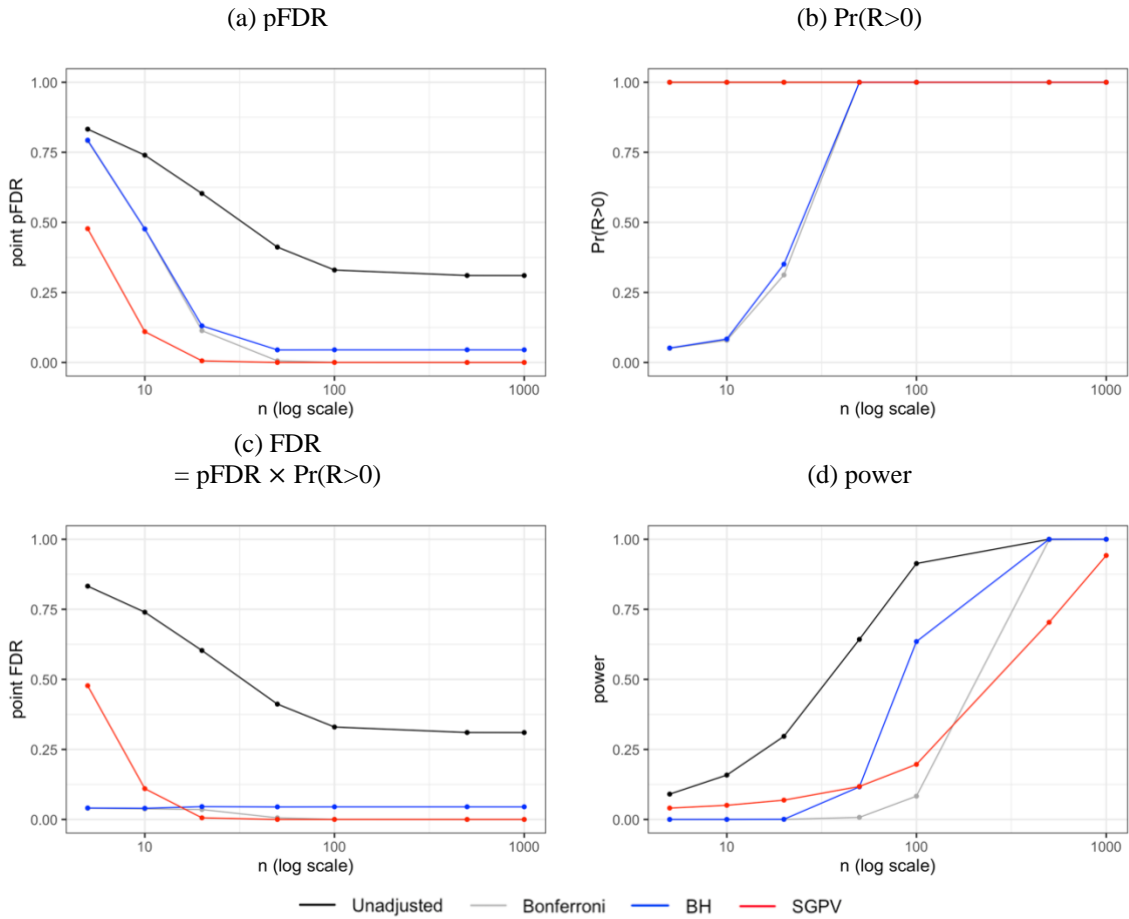 (a) pFDR
(b) Pr(R>0)
1.00
0.75
0.50
0.25
0.00
point pFDR
10
100
1000
n (log scale)
1.00
0.75
0.50
0.25
0.00
Pr(R>0)
10
100
1000
n (log scale)
(c) FDR
= pFDR × Pr(R>0)
(d) power
1.00
0.75
0.50
0.25
0.00
point FDR
10
100
1000
n (log scale)
1.00
0.75
0.50
0.25
0.00
power
10
100
1000
n (log scale)
Unadjusted Bonferroni BH SGPV